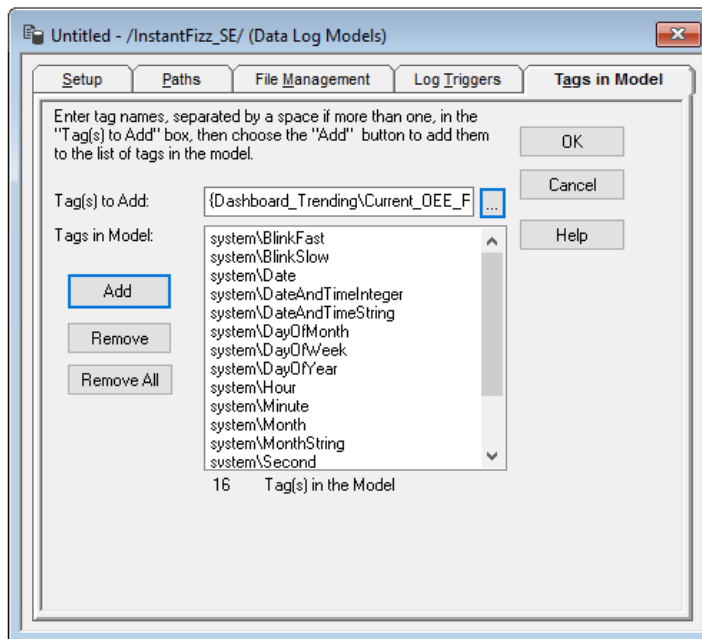 Untitled - /InstantFizz_SE/ (Data Log Models)
Setup Paths File Management Log Triggers Tags in Model
Enter tag names, separated by a space if more than one, in the
"Tag(s) to Add" box, then choose the "Add" button to add them
to the list of tags in the model.
OK
Cancel
Help
Tag(s) to Add: {Dashboard_Trending\Current_OEE_F ...
Tags in Model:
system\BlinkFast
system\BlinkSlow
system\Date
system\DateAndTimeInteger
system\DateAndTimeString
system\DayOfMonth
system\DayOfWeek
system\DayOfYear
system\Hour
system\Minute
system\Month
system\MonthString
system\Second
Add
Remove
Remove All
16 Tag(s) in the Model